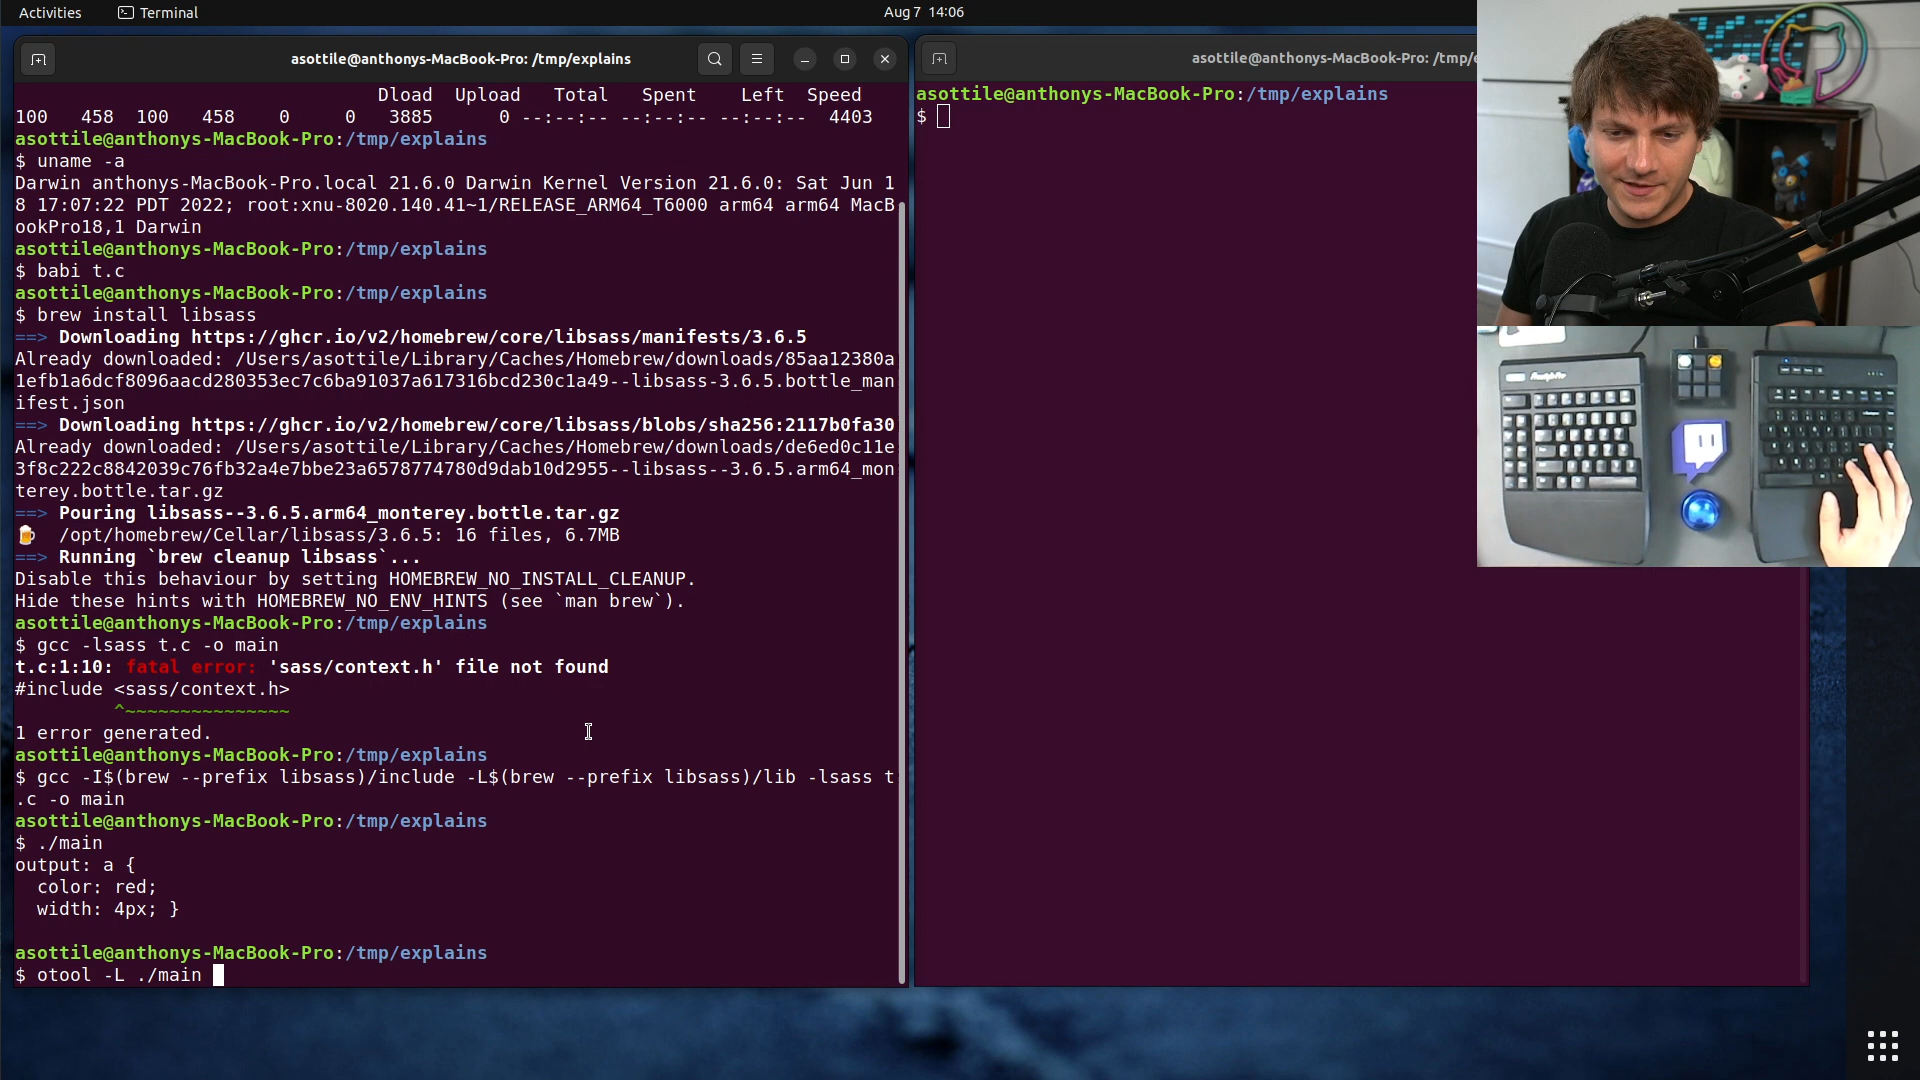 Activities
Terminal
Aug 7 14:06
asottile@anthonys-MacBook-Pro: /tmp/explains
Dload Upload Total Spent Left Speed
100 458 100 458 0 0 3885 0 --:--:-- --:--:-- --:--:-- 4403
asottile@anthonys-MacBook-Pro:/tmp/explains
$ uname -a
Darwin anthonys-MacBook-Pro.local 21.6.0 Darwin Kernel Version 21.6.0: Sat Jun 1
8 17:07:22 PDT 2022; root:xnu-8020.140.41~1/RELEASE_ARM64_T6000 arm64 arm64 MacB
ookPro18,1 Darwin
asottile@anthonys-MacBook-Pro:/tmp/explains
$ babi t.c
asottile@anthonys-MacBook-Pro:/tmp/explains
$ brew install libsass
==> Downloading https://ghcr.io/v2/homebrew/core/libsass/manifests/3.6.5
Already downloaded: /Users/asottile/Library/Caches/Homebrew/downloads/85aa12380a
1efb1a6dcf8096aacd280353ec7c6ba91037a617316bcd230c1a49--libsass-3.6.5.bottle_man
ifest.json
==> Downloading https://ghcr.io/v2/homebrew/core/libsass/blobs/sha256:2117b0fa30
Already downloaded: /Users/asottile/Library/Caches/Homebrew/downloads/de6ed0c11e
3f8c222c8842039c76fb32a4e7bbe23a6578774780d9dab10d2955--libsass--3.6.5.arm64_mon
terey.bottle.tar.gz
==> Pouring libsass--3.6.5.arm64_monterey.bottle.tar.gz
🍺 /opt/homebrew/Cellar/libsass/3.6.5: 16 files, 6.7MB
==> Running `brew cleanup libsass`...
Disable this behaviour by setting HOMEBREW_NO_INSTALL_CLEANUP.
Hide these hints with HOMEBREW_NO_ENV_HINTS (see `man brew`).
asottile@anthonys-MacBook-Pro:/tmp/explains
$ gcc -lsass t.c -o main
t.c:1:10: fatal error: 'sass/context.h' file not found
#include <sass/context.h>
^~~~~~~~~~~~~~~~
1 error generated.
asottile@anthonys-MacBook-Pro:/tmp/explains
$ gcc -I$(brew --prefix libsass)/include -L$(brew --prefix libsass)/lib -lsass t
.c -o main
asottile@anthonys-MacBook-Pro:/tmp/explains
$ ./main
output: a {
color: red;
width: 4px; }
asottile@anthonys-MacBook-Pro:/tmp/explains
$ otool -L ./main
asottile@anthonys-MacBook-Pro: /tmp/e
asottile@anthonys-MacBook-Pro:/tmp/explains
$